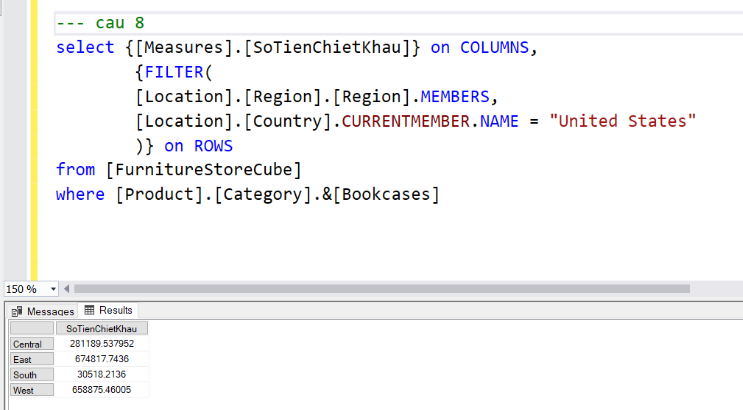 --- cau 8
select {[Measures].[SoTienChietKhau]} on COLUMNS,
{FILTER(
[Location].[Region].[Region].MEMBERS,
[Location].[Country].CURRENTMEMBER.NAME = "United States"
)} on ROWS
from [FurnitureStoreCube]
where [Product].[Category].&[Bookcases]
150 %
Messages Results
SoTienChietKhau
Central 281189.537952
East 674817.7436
South 30518.2136
West 658875.46005